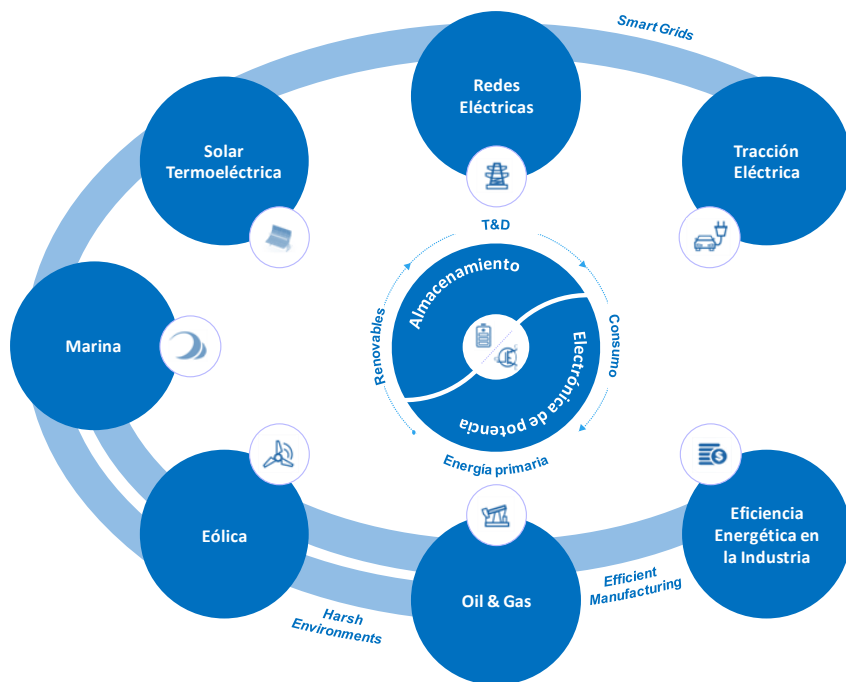 Smart Grids
Redes
Eléctricas
Solar
Termoeléctrica
Tracción
Eléctrica
T&D
Almacenamiento
Renovables
Consumo
Marina
Electrónica de potencia
Energía primaria
Eólica
Oil & Gas
Eficiencia
Energética en
la Industria
Efficient
Manufacturing
Harsh
Environments